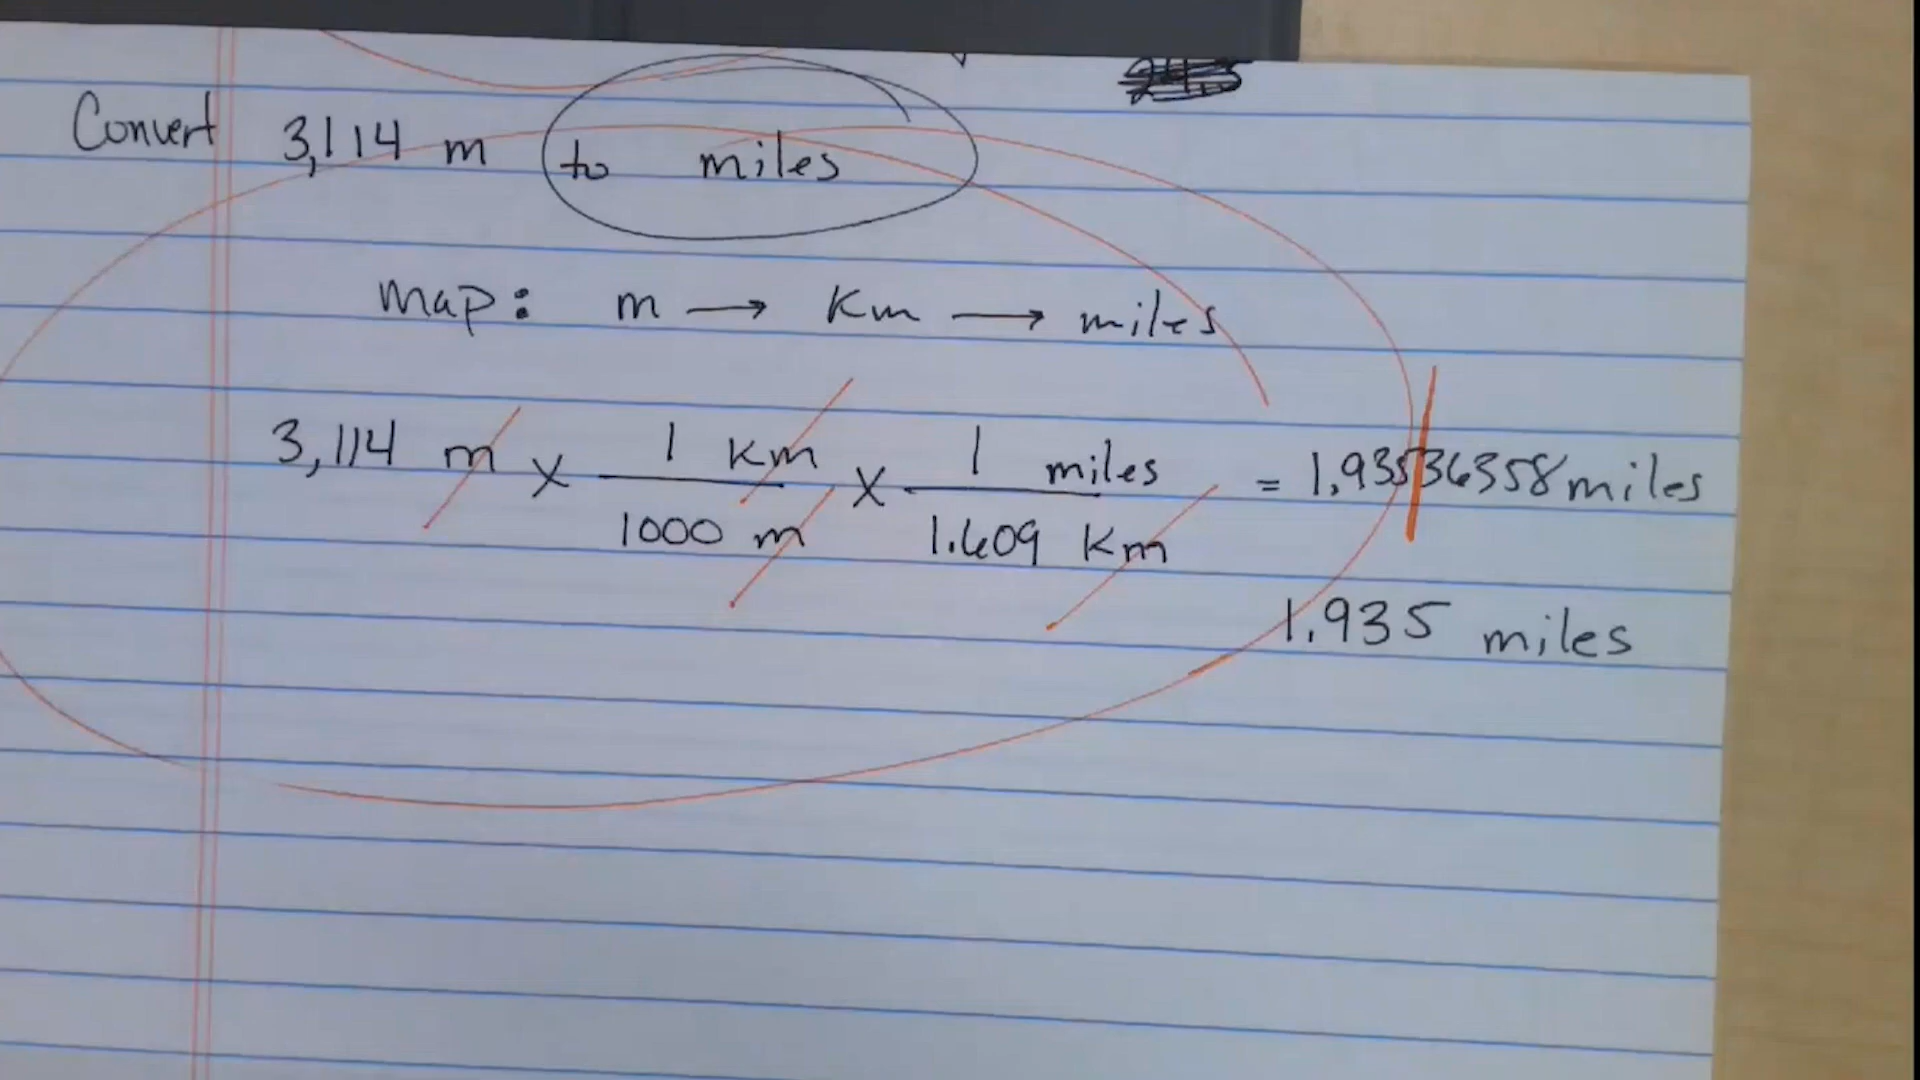 Convert 3,114 m to miles
map: m → Km → miles
3,114 m x 1 Km x 1 miles = 1.93536358 miles
1000 m 1.609 Km
1.935 miles